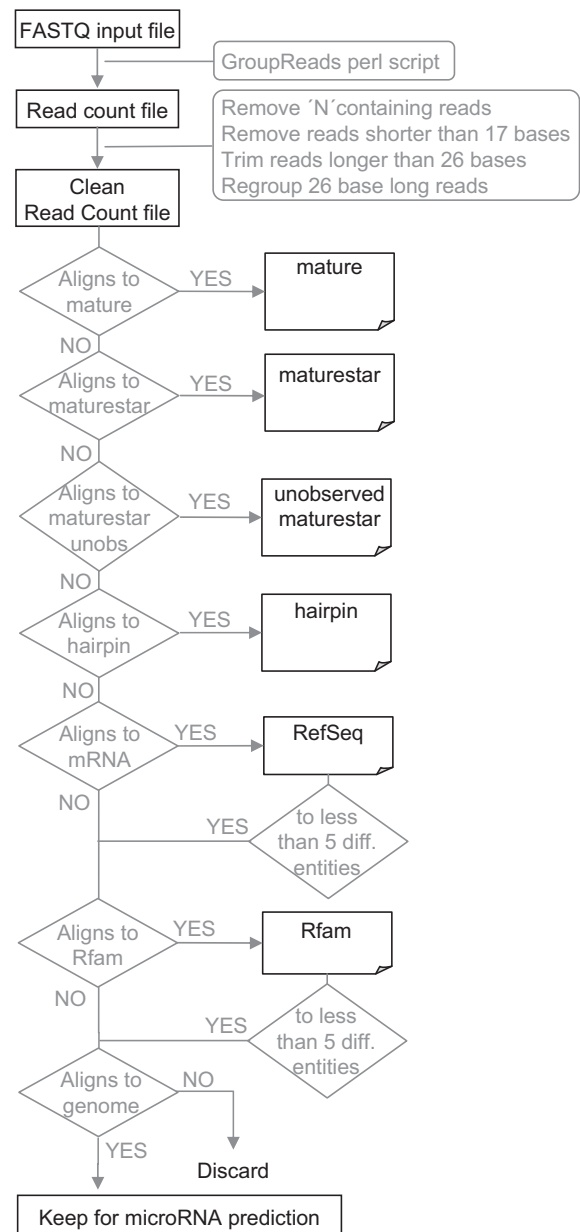 FASTQ input file
GroupReads perl script
Read count file
Remove ´N´containing reads
Remove reads shorter than 17 bases
Trim reads longer than 26 bases
Regroup 26 base long reads
Clean
Read Count file
Aligns to
mature
YES
mature
NO
Aligns to
maturestar
YES
maturestar
NO
Aligns to
maturestar
unobs
YES
unobserved
maturestar
NO
Aligns to
hairpin
YES
hairpin
NO
Aligns to
mRNA
YES
RefSeq
NO
YES
to less
than 5 diff.
entities
Aligns to
Rfam
YES
Rfam
NO
YES
to less
than 5 diff.
entities
Aligns to
genome
NO
YES
Discard
Keep for microRNA prediction